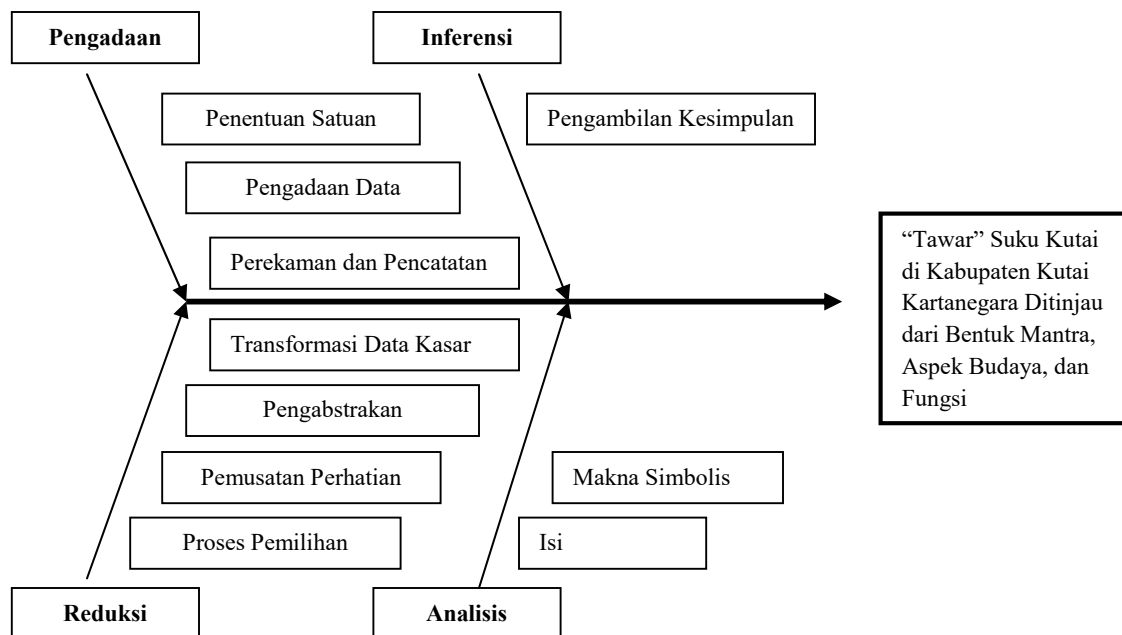 Pengadaan
Inferensi
Penentuan Satuan
Pengambilan Kesimpulan
Pengadaan Data
Perekaman dan Pencatatan
“Tawar” Suku Kutai
di Kabupaten Kutai
Kartanegara Ditinjau
dari Bentuk Mantra,
Aspek Budaya, dan
Fungsi
Transformasi Data Kasar
Pengabstrakan
Pemusatan Perhatian
Makna Simbolis
Proses Pemilihan
Isi
Reduksi
Analisis